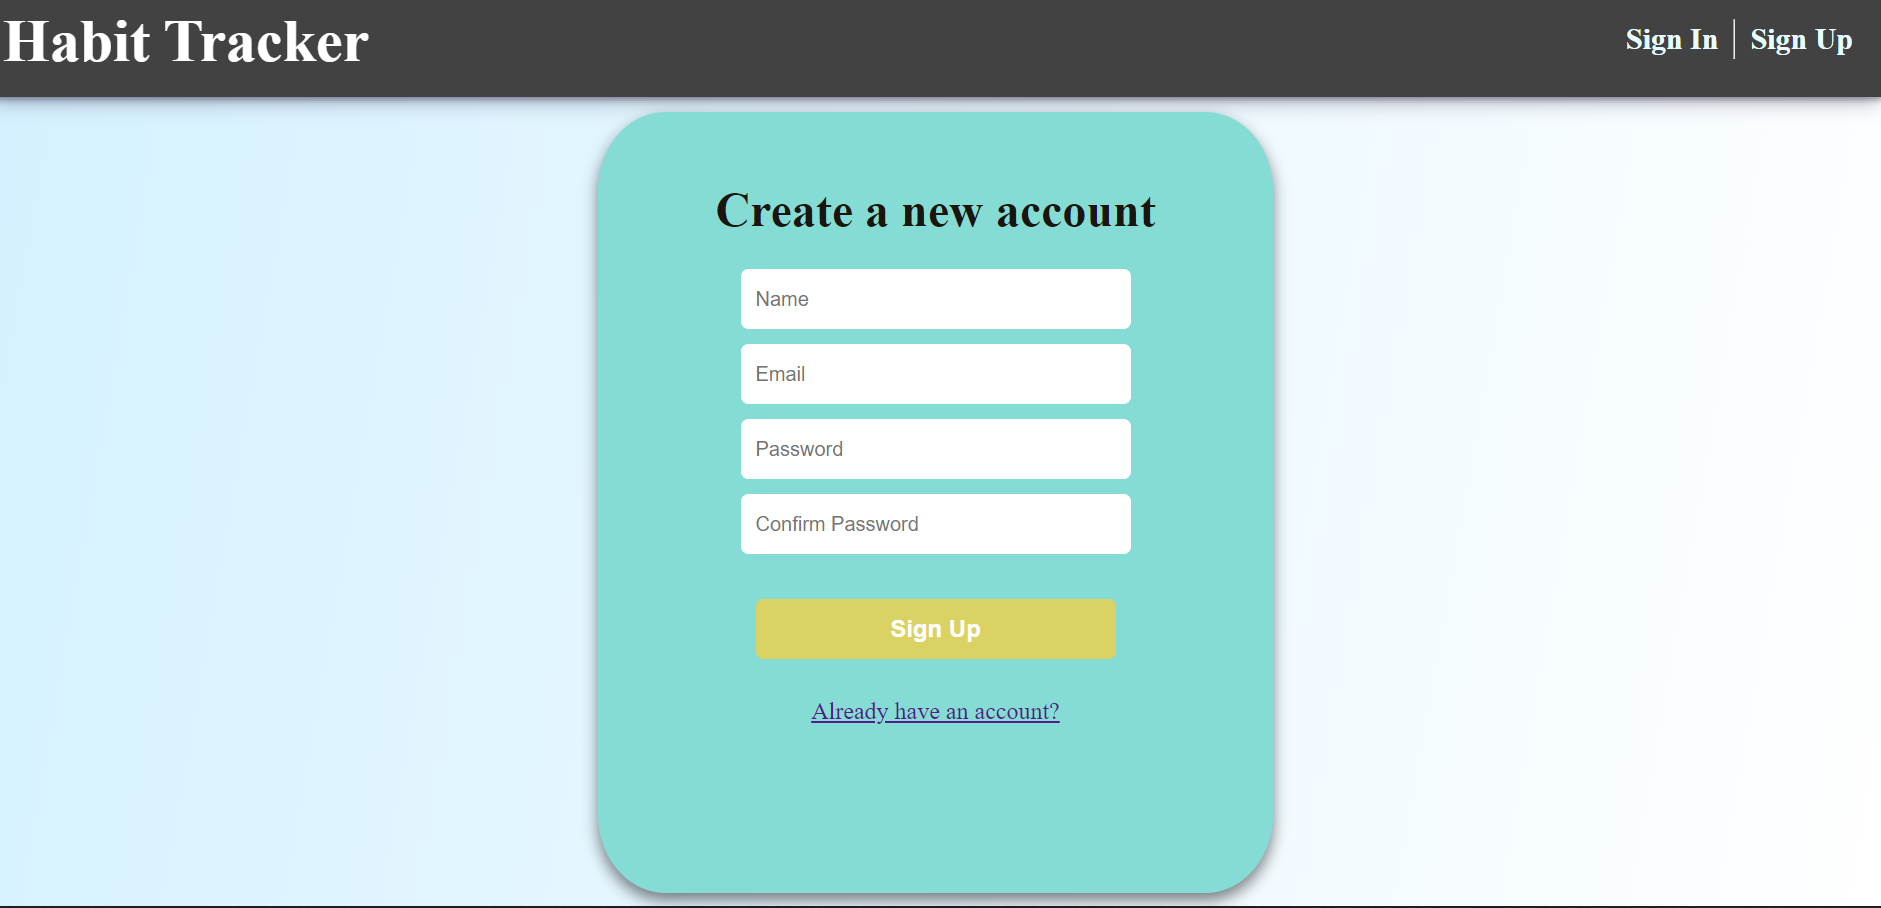 Habit Tracker
Sign In
Sign Up
Create a new account
Name
Email
Password
Confirm Password
Sign Up
Already have an account?